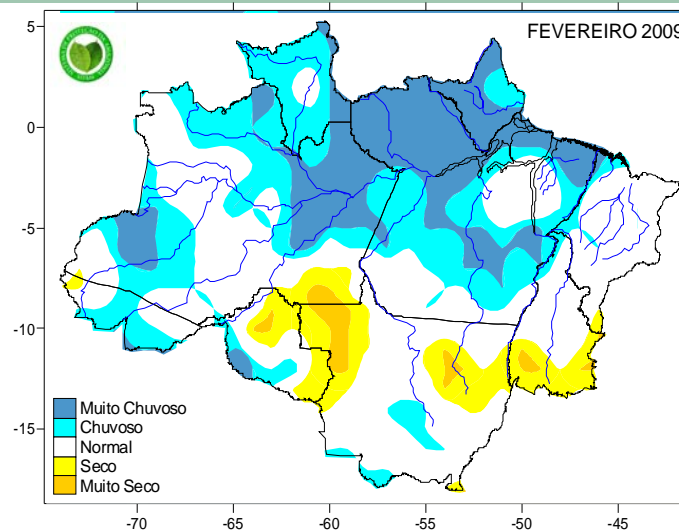 FEVEREIRO 2009
5
0
-5
-10
-15
Muito Chuvoso
Chuvoso
Normal
Seco
Muito Seco
-70 -65 -60 -55 -50 -45